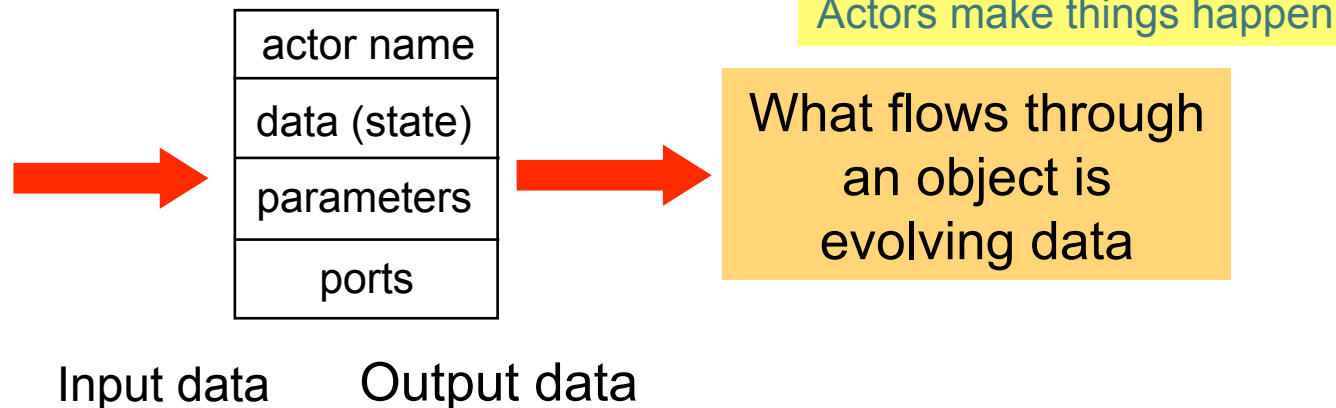 Actors make things happen
actor name
data (state)
parameters
ports
What flows through
an object is
evolving data
Input data
Output data